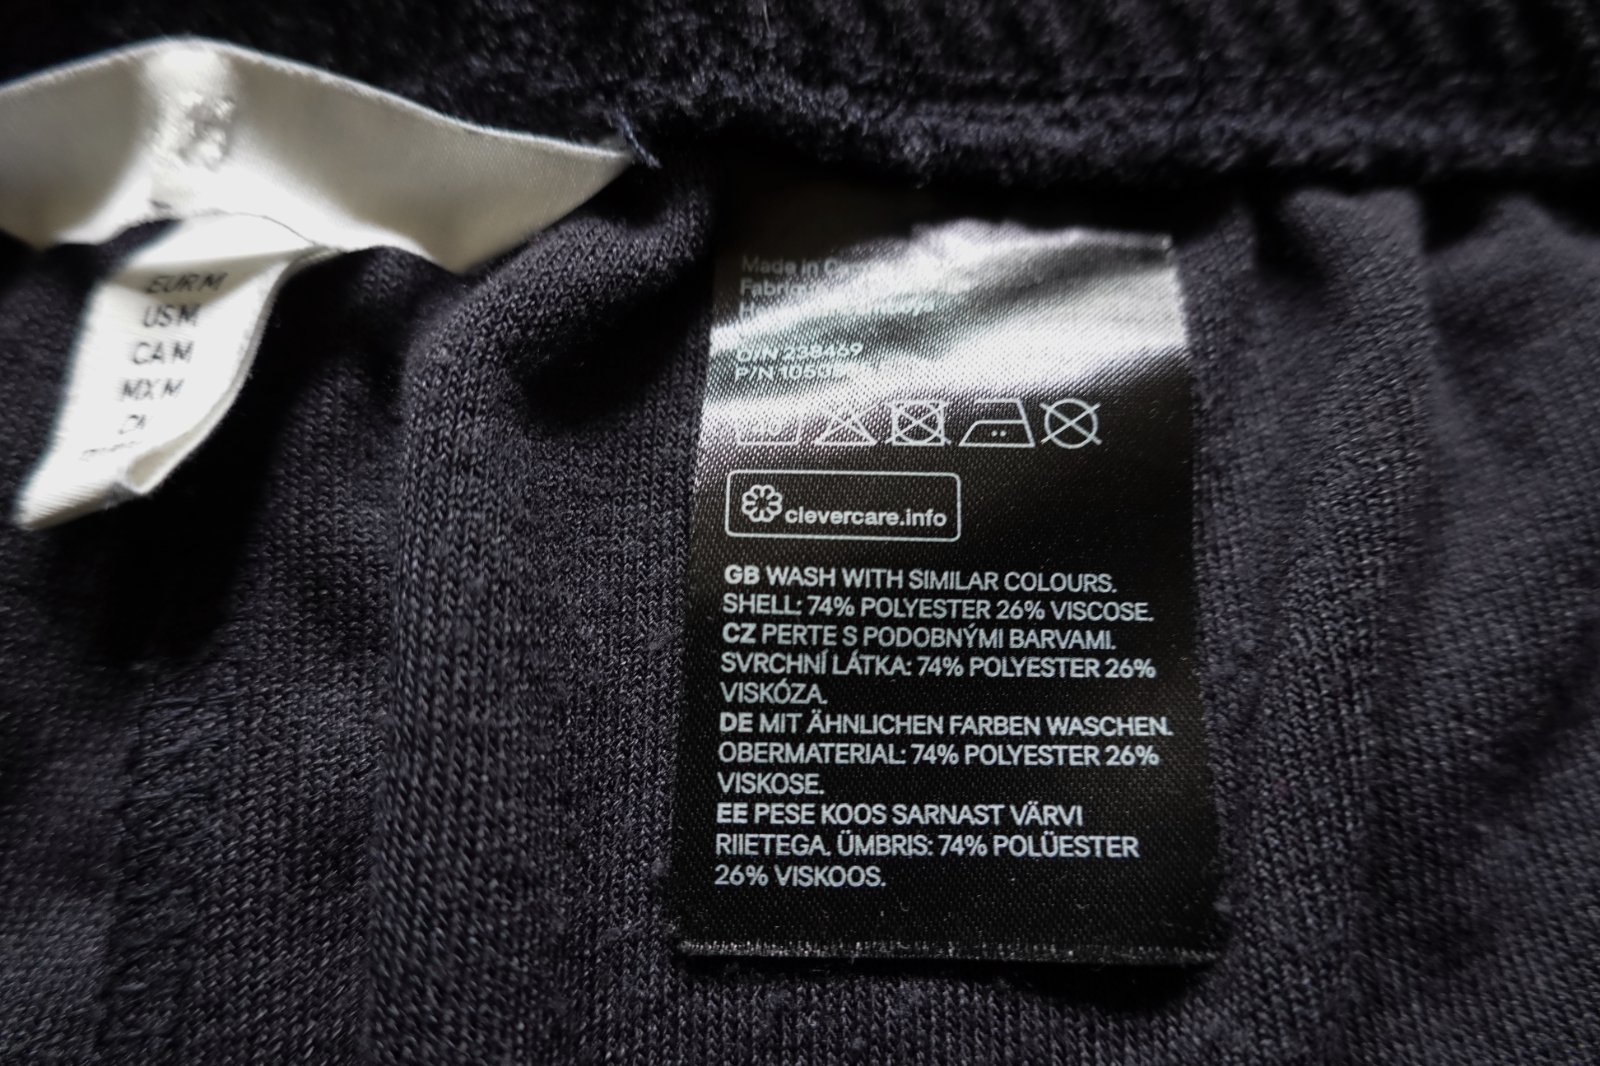 EUR M
US M
CA M
MX M
Made in
O/N 238469
P/N
clevercare.info
GB WASH WITH SIMILAR COLOURS.
SHELL: 74% POLYESTER 26% VISCOSE.
CZ PERTE S PODOBNÝMI BARVAMI.
SVRCHNÍ LÁTKA: 74% POLYESTER 26%
VISKÓZA.
DE MIT ÄHNLICHEN FARBEN WASCHEN.
OBERMATERIAL: 74% POLYESTER 26%
VISKOSE.
EE PESE KOOS SARNAST VÄRVI
RIIETEGA. ÜMBRIS: 74% POLÜESTER
26% VISKOOS.